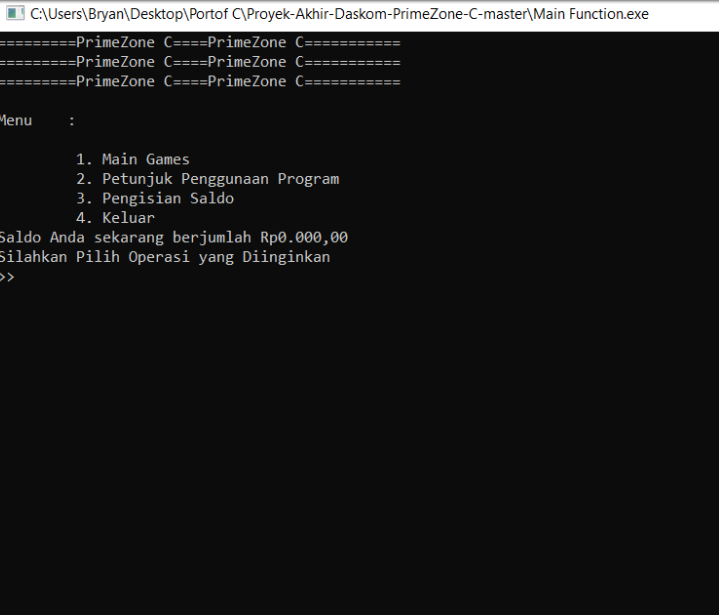 C:\Users\Bryan\Desktop\Portof C\Proyek-Akhir-Daskom-PrimeZone-C-master\Main Function.exe
=========PrimeZone C====PrimeZone C===========
=========PrimeZone C====PrimeZone C===========
=========PrimeZone C====PrimeZone C===========
Menu    :
1. Main Games
2. Petunjuk Penggunaan Program
3. Pengisian Saldo
4. Keluar
Saldo Anda sekarang berjumlah Rp0.000,00
Silahkan Pilih Operasi yang Diinginkan
>>